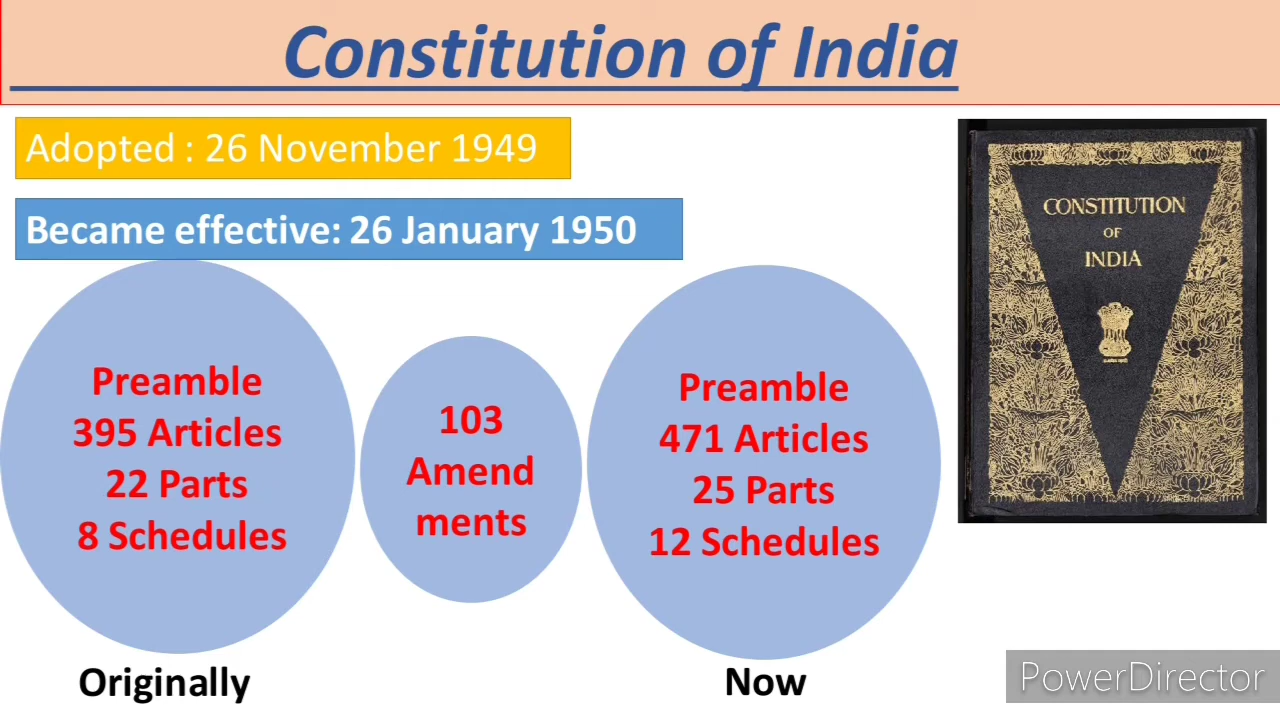 Constitution of India
Adopted : 26 November 1949
Became effective: 26 January 1950
Preamble
395 Articles
22 Parts
8 Schedules
Originally
103
Amend
ments
Preamble
471 Articles
25 Parts
12 Schedules
Now
CONSTITUTION
OF
INDIA
PowerDirector